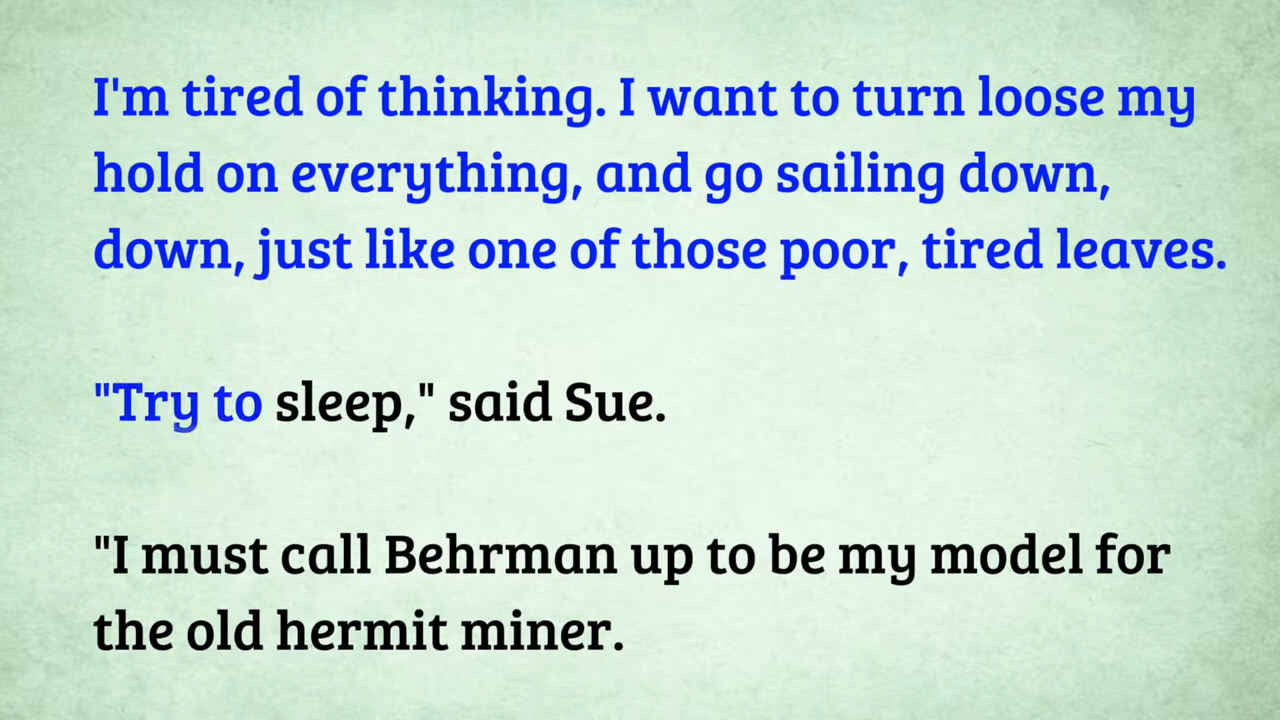 I'm tired of thinking. I want to turn loose my
hold on everything, and go sailing down,
down, just like one of those poor, tired leaves.
"Try to sleep," said Sue.
"I must call Behrman up to be my model for
the old hermit miner.